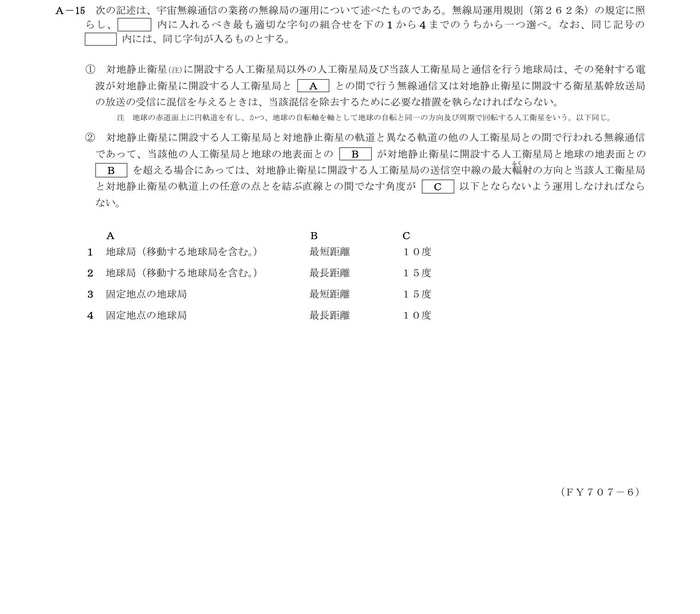 A－15 次の記述は、宇宙無線通信の業務の無線局の運用について述べたものである。無線局運用規則（第２６２条）の規定に照
らし、　　　内に入れるべき最も適切な字句の組合せを下の１から４までのうちから一つ選べ。なお、同じ記号の
　　　内には、同じ字句が入るものとする。
① 対地静止衛星(注)に開設する人工衛星局以外の人工衛星局及び当該人工衛星局と通信を行う地球局は、その発射する電
波が対地静止衛星に開設する人工衛星局と A との間で行う無線通信又は対地静止衛星に開設する衛星基幹放送局
の放送の受信に混信を与えるときは、当該混信を除去するために必要な措置を執らなければならない。
注 地球の赤道面上に円軌道を有し、かつ、地球の自転軸を軸として地球の自転と同一の方向及び周期で回転する人工衛星をいう。以下同じ。
② 対地静止衛星に開設する人工衛星局と対地静止衛星の軌道と異なる軌道の他の人工衛星局との間で行われる無線通信
であって、当該他の人工衛星局と地球の地表面との B が対地静止衛星に開設する人工衛星局と地球の地表面との
B を超える場合にあっては、対地静止衛星に開設する人工衛星局の送信空中線の最大輻ふく射の方向と当該人工衛星局
と対地静止衛星の軌道上の任意の点とを結ぶ直線との間でなす角度が C 以下とならないよう運用しなければなら
ない。
A B C
1 地球局（移動する地球局を含む。） 最短距離 １０度
2 地球局（移動する地球局を含む。） 最長距離 １５度
3 固定地点の地球局 最短距離 １５度
4 固定地点の地球局 最長距離 １０度
（ＦＹ７０７－６）